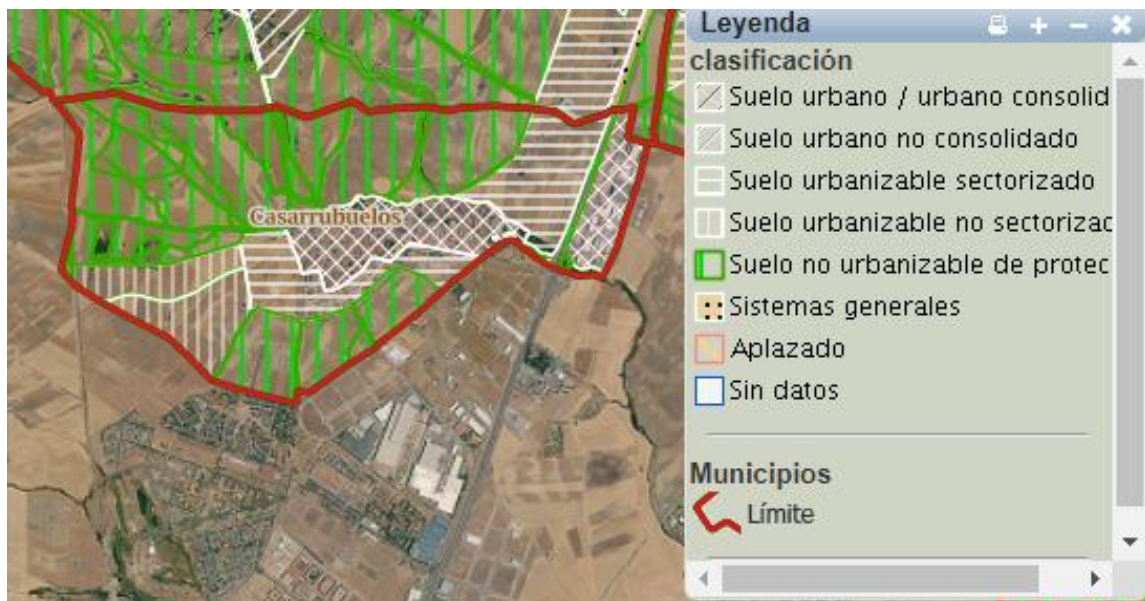 Leyenda
clasificación
Suelo urbano / urbano consolid
Suelo urbano no consolidado
Suelo urbanizable sectorizado
Suelo urbanizable no sectorizac
Suelo no urbanizable de protec
Sistemas generales
Aplazado
Sin datos
Municipios
Límite
Casarrubuelos